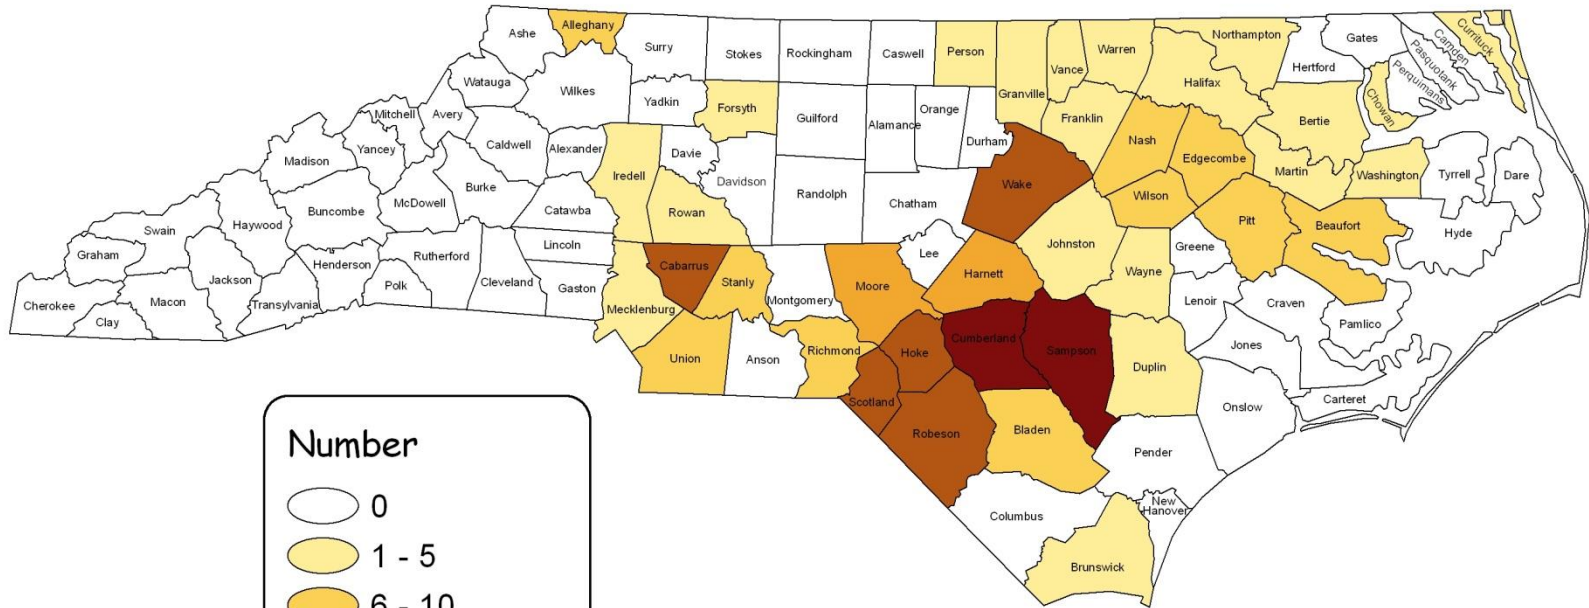 Ashe
Alleghany
Surry
Stokes
Rockingham
Caswell
Person
Granville
Vance
Warren
Northampton
Halifax
Hertford
Gates
Camden
Pasquotank
Perquimans
Currituck
Chowan
Bertie
Watauga
Wilkes
Yadkin
Forsyth
Guilford
Alamance
Orange
Durham
Franklin
Nash
Edgecombe
Martin
Washington
Tyrrell
Dare
Mitchell
Avery
Caldwell
Alexander
Iredell
Davie
Davidson
Randolph
Chatham
Wake
Wilson
Pitt
Beaufort
Hyde
Madison
Yancey
McDowell
Burke
Catawba
Rowan
Johnston
Greene
Wayne
Swain
Haywood
Buncombe
Rutherford
Lincoln
Lee
Harnett
Graham
Jackson
Henderson
Polk
Cleveland
Gaston
Cabarrus
Stanly
Montgomery
Moore
Lenoir
Craven
Pamlico
Cherokee
Clay
Macon
Transylvania
Mecklenburg
Union
Anson
Richmond
Hoke
Cumberland
Sampson
Duplin
Jones
Scotland
Robeson
Bladen
Onslow
Carteret
Pender
New
Hanover
Columbus
Brunswick
Number
0
1 - 5
6 - 10